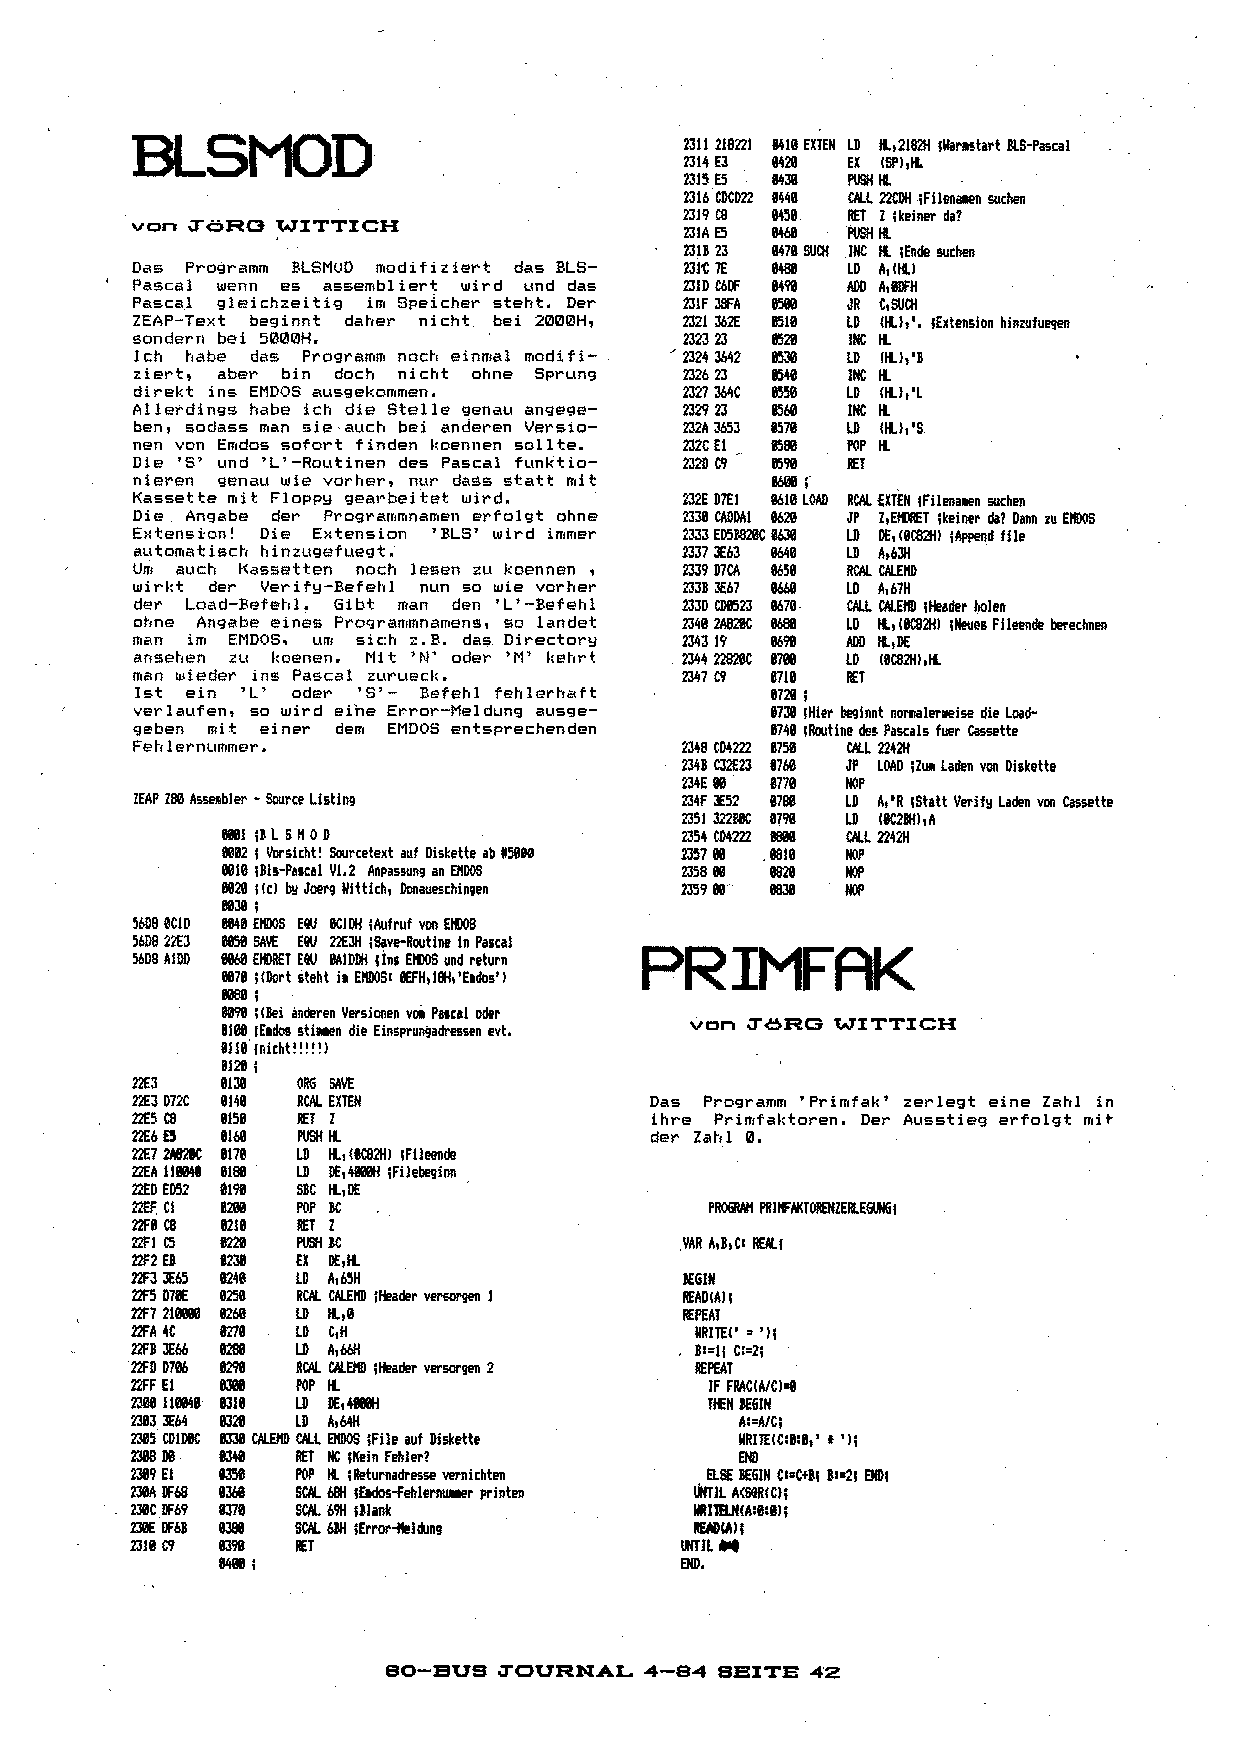 BLSMOD
von JÖRG WITTICH
Das Programm BLSMOD modifiziert das BLS-
Pascal wenn es assembliert wird und das
Pascal gleichzeitig im Speicher steht. Der
ZEAP-Text beginnt daher nicht bei 2000H,
sondern bei 5000H.
Ich habe das Programm noch einmal modifi-
ziert, aber bin doch nicht ohne Sprung
direkt ins EMDOS ausgekommen.
Allerdings habe ich die Stelle genau angege-
ben, sodass man sie auch bei anderen Versio-
nen von Emdos sofort finden koennen sollte.
Die 'S' und 'L'-Routinen des Pascal funktio-
nieren genau wie vorher, nur dass statt mit
Kassette mit Floppy gearbeitet wird.
Die Angabe der Programmnamen erfolgt ohne
Extension! Die Extension 'BLS' wird immer
automatisch hinzugefuegt.
Um auch Kassetten noch lesen zu koennen ,
wirkt der Verify-Befehl nun so wie vorher
der Load-Befehl. Gibt man den 'L'-Befehl
ohne Angabe eines Programmnamens, so landet
man im EMDOS, um sich z.B. das Directory
ansehen zu koenen. Mit 'N' oder 'M' kehrt
man wieder ins Pascal zurueck.
Ist ein 'L' oder 'S'- Befehl fehlerhaft
verlaufen, so wird eine Error-Meldung ausge-
geben mit einer dem EMDOS entsprechenden
Fehlernummer.
ZEAP Z80 Assembler - Source Listing
0001 ;B L S M O D
0002 ; Vorsicht! Sourcetext auf Diskette ab #5000
0010 ;Bls-Pascal V1.2 Anpassung an EMDOS
0020 ;(c) by Joerg Wittich, Donaueschingen
0030 ;
56D8 0C1D 0040 EMDOS EQU 0C1DH ;Aufruf von EMDOS
56D8 22E3 0050 SAVE EQU 22E3H ;Save-Routine in Pascal
56D8 A1DD 0060 EMDRET EQU 0A1DDH ;Ins EMDOS und return
0070 ;(Dort steht im EMDOS: 0EFH,18H,'Emdos')
0080 ;
0090 ;(Bei anderen Versionen vom Pascal oder
0100 ;Emdos stimmen die Einsprungadressen evt.
0110 ;nicht!!!!!)
0120 ;
22E3 0130 ORG SAVE
22E3 D72C 0140 RCAL EXTEN
22E5 C8 0150 RET Z
22E6 E5 0160 PUSH HL
22E7 2A820C 0170 LD HL,(0C82H) ;Fileende
22EA 110040 0180 LD DE,4000H ;Filebeginn
22ED ED52 0190 SBC HL,DE
22EF C1 0200 POP BC
22F0 C8 0210 RET Z
22F1 C5 0220 PUSH BC
22F2 EB 0230 EX DE,HL
22F3 3E65 0240 LD A,65H
22F5 D70E 0250 RCAL CALEMD ;Header versorgen 1
22F7 210000 0260 LD HL,0
22FA 4C 0270 LD C,H
22FB 3E66 0280 LD A,66H
22FD D706 0290 RCAL CALEMD ;Header versorgen 2
22FF E1 0300 POP HL
2300 110040 0310 LD DE,4000H
2303 3E64 0320 LD A,64H
2305 CD1D0C 0330 CALEMD CALL EMDOS ;File auf Diskette
2308 D0 0340 RET NC ;Kein Fehler?
2309 E1 0350 POP HL ;Returnadresse vernichten
230A DF68 0360 SCAL 68H ;Emdos-Fehlernummer printen
230C DF69 0370 SCAL 69H ;Blank
230E DF6B 0380 SCAL 6BH ;Error-Meldung
2310 C9 0390 RET
0400 ;
2311 218221 0410 EXTEN LD HL,2182H ;Warmstart BLS-Pascal
2314 E3 0420 EX (SP),HL
2315 E5 0430 PUSH HL
2316 CDCD22 0440 CALL 22CDH ;Filenamen suchen
2319 C8 0450 RET Z ;keiner da?
231A E5 0460 PUSH HL
231B 23 0470 SUCH INC HL ;Ende suchen
231C 7E 0480 LD A,(HL)
231D C6DF 0490 ADD A,0DFH
231F 38FA 0500 JR C,SUCH
2321 362E 0510 LD (HL),'. ;Extension hinzufuegen
2323 23 0520 INC HL
2324 3642 0530 LD (HL),'B
2326 23 0540 INC HL
2327 364C 0550 LD (HL),'L
2329 23 0560 INC HL
232A 3653 0570 LD (HL),'S
232C E1 0580 POP HL
232D C9 0590 RET
0600 ;
232E D7E1 0610 LOAD RCAL EXTEN ;Filenamen suchen
2330 CADDA1 0620 JP Z,EMDRET ;keiner da? Dann zu EMDOS
2333 ED5B820C 0630 LD DE,(0C82H) ;Append file
2337 3E63 0640 LD A,63H
2339 D7CA 0650 RCAL CALEMD
233B 3E67 0660 LD A,67H
233D CD0523 0670 CALL CALEMD ;Header holen
2340 2A820C 0680 LD HL,(0C82H) ;Neues Fileende berechnen
2343 19 0690 ADD HL,DE
2344 22820C 0700 LD (0C82H),HL
2347 C9 0710 RET
0720 ;
0730 ;Hier beginnt normalerweise die Load-
0740 ;Routine des Pascals fuer Cassette
2348 CD4222 0750 CALL 2242H
234B C32E23 0760 JP LOAD ;Zum Laden von Diskette
234E 00 0770 NOP
234F 3E52 0780 LD A,'R ;Statt Verify Laden von Cassette
2351 322B0C 0790 LD (0C2BH),A
2354 CD4222 0800 CALL 2242H
2357 00 0810 NOP
2358 00 0820 NOP
2359 00 0830 NOP
PRIMFAK
von JÖRG WITTICH
Das Programm 'Primfak' zerlegt eine Zahl in
ihre Primfaktoren. Der Ausstieg erfolgt mit
der Zahl 0.
PROGRAM PRIMFAKTORENZERLEGUNG;
VAR A,B,C: REAL;
BEGIN
READ(A);
REPEAT
WRITE(' = ');
B:=1; C:=2;
REPEAT
IF FRAC(A/C)=0
THEN BEGIN
A:=A/C;
WRITE(C:0:0,' * ');
END
ELSE BEGIN C:=C+B; B:=2; END;
UNTIL A<SQR(C);
WRITELN(A:0:0);
READ(A);
UNTIL A=0
END.
80-BUS JOURNAL 4-84 SEITE 42